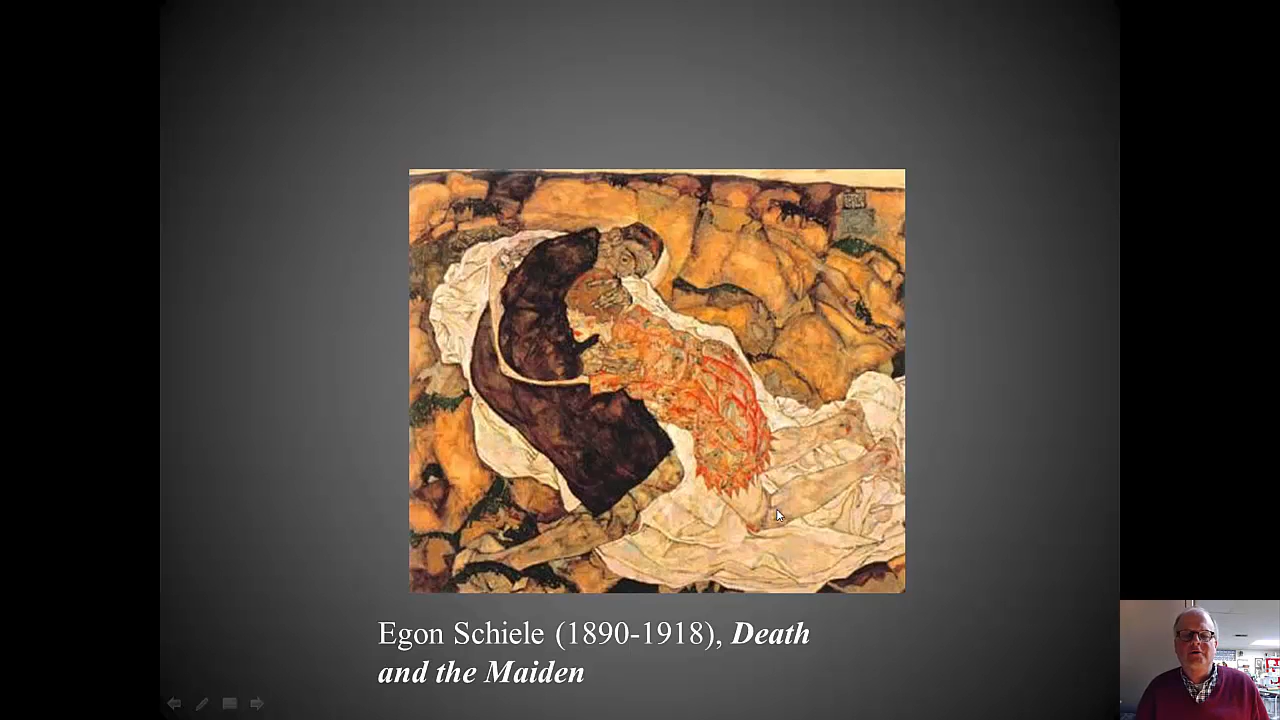 Egon Schiele (1890-1918), Death
and the Maiden